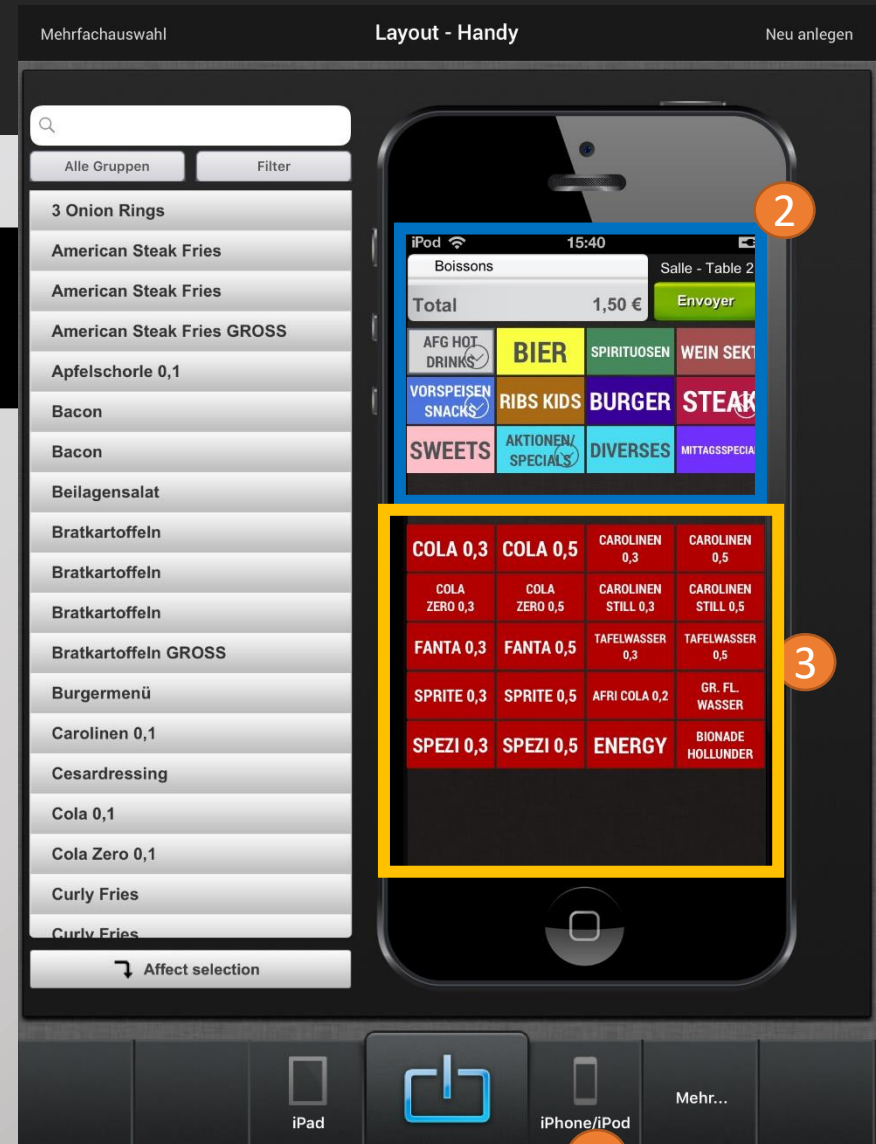 Mehrfachauswahl
Layout - Handy
Neu anlegen
Alle Gruppen
Filter
3 Onion Rings
American Steak Fries
American Steak Fries
American Steak Fries GROSS
Apfelschorle 0,1
Bacon
Bacon
Beilagensalat
Bratkartoffeln
Bratkartoffeln
Bratkartoffeln
Bratkartoffeln GROSS
Burgermenü
Carolinen 0,1
Cesardressing
Cola 0,1
Cola Zero 0,1
Curly Fries
Curly Fries
Affect selection
2
iPod
15:40
Boissons
Salle - Table 2
Total
1,50 €
Envoyer
AFG HOT
DRINKS
BIER
SPIRITUOSEN
WEIN SEKT
VORSPEISEN
SNACKS
RIBS KIDS
BURGER
STEAK
SWEETS
AKTIONEN/
SPECIALS
DIVERSES
MITTAGSSPECIA
3
COLA 0,3
COLA 0,5
CAROLINEN
0,3
CAROLINEN
0,5
COLA
ZERO 0,3
COLA
ZERO 0,5
CAROLINEN
STILL 0,3
CAROLINEN
STILL 0,5
FANTA 0,3
FANTA 0,5
TAFELWASSER
0,3
TAFELWASSER
0,5
SPRITE 0,3
SPRITE 0,5
AFRI COLA 0,2
GR. FL.
WASSER
SPEZI 0,3
SPEZI 0,5
ENERGY
BIONADE
HOLLUNDER
iPad
iPhone/iPod
Mehr...